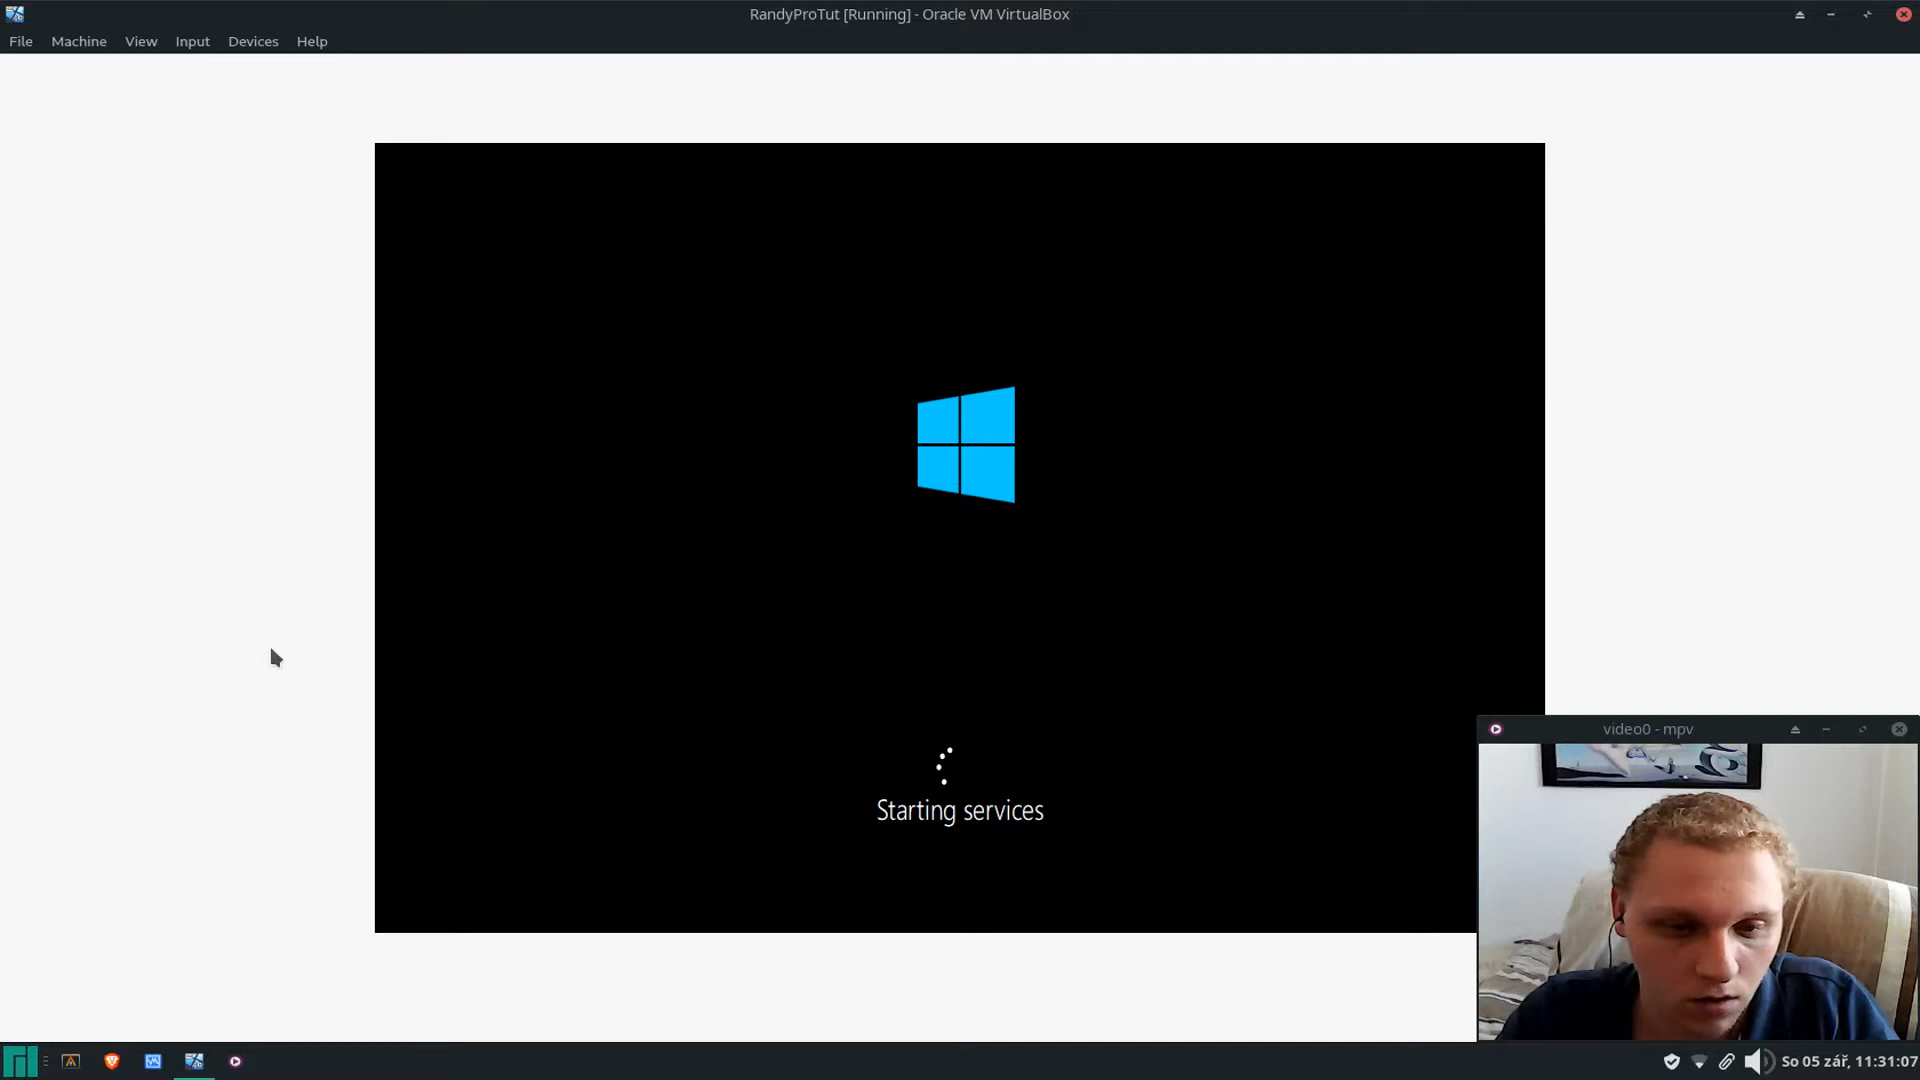 RandyProTut [Running] - Oracle VM VirtualBox
File Machine View Input Devices Help
Starting services
video0 - mpv
So 05 zář, 11:31:07